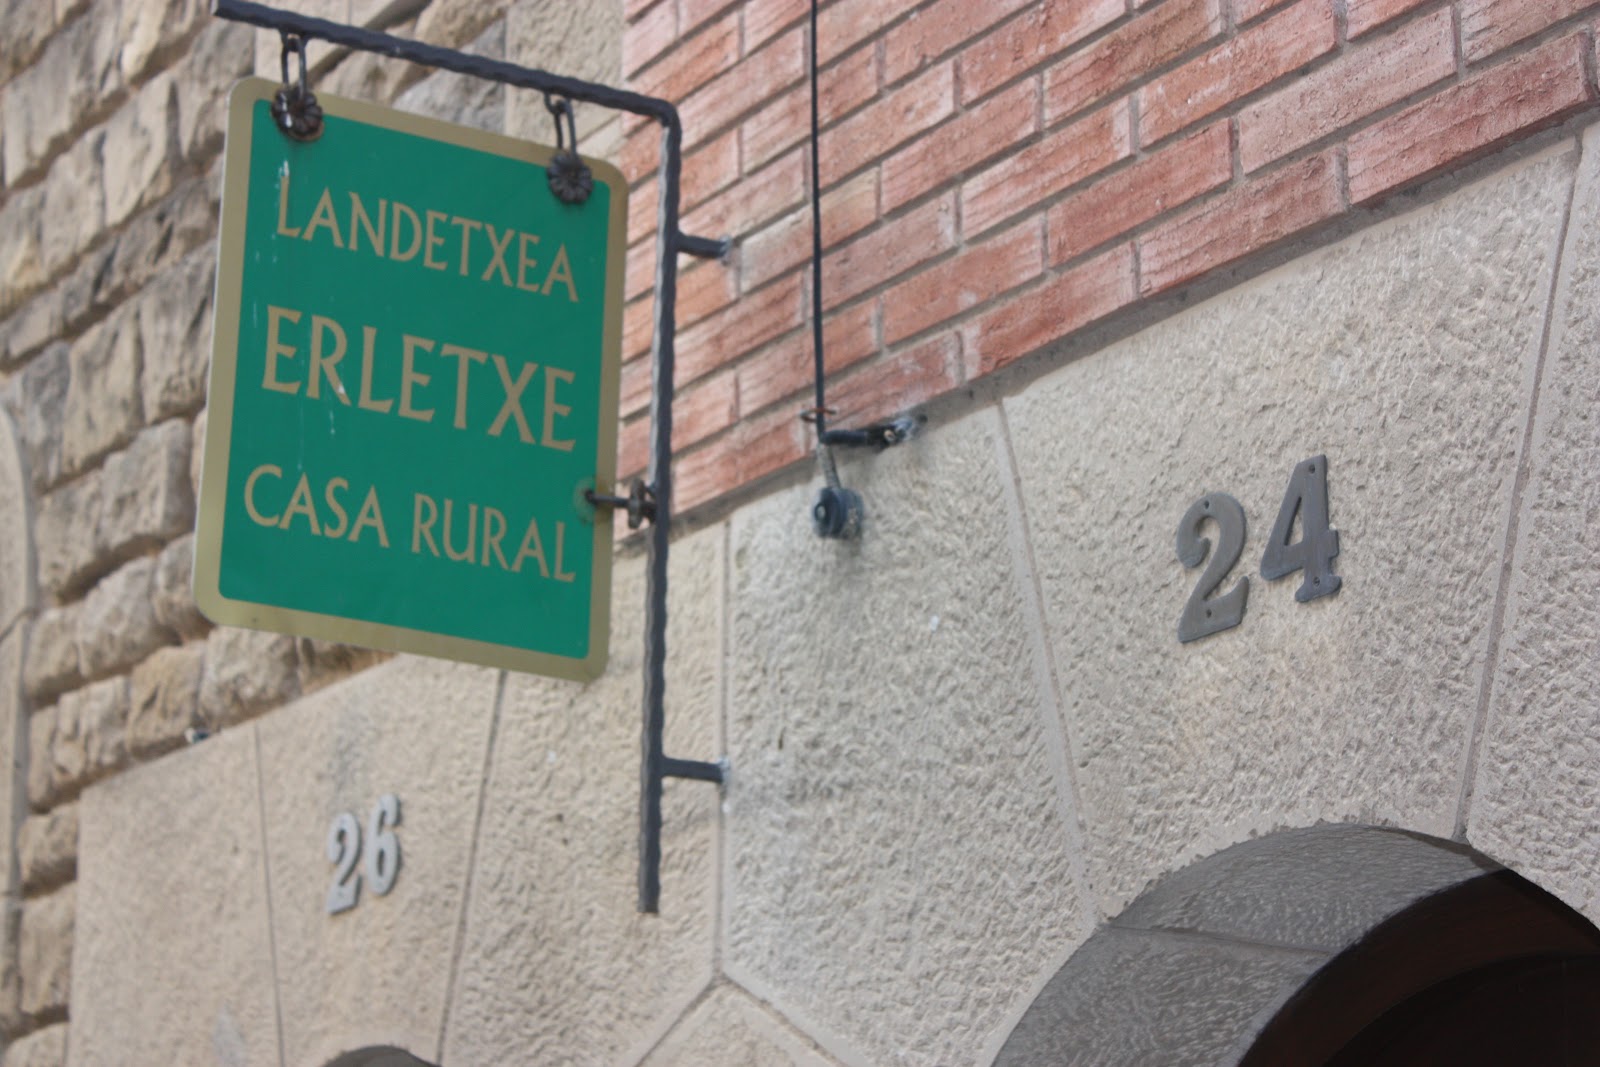 LANDETXEA
ERLETXE
CASA RURAL
24
26